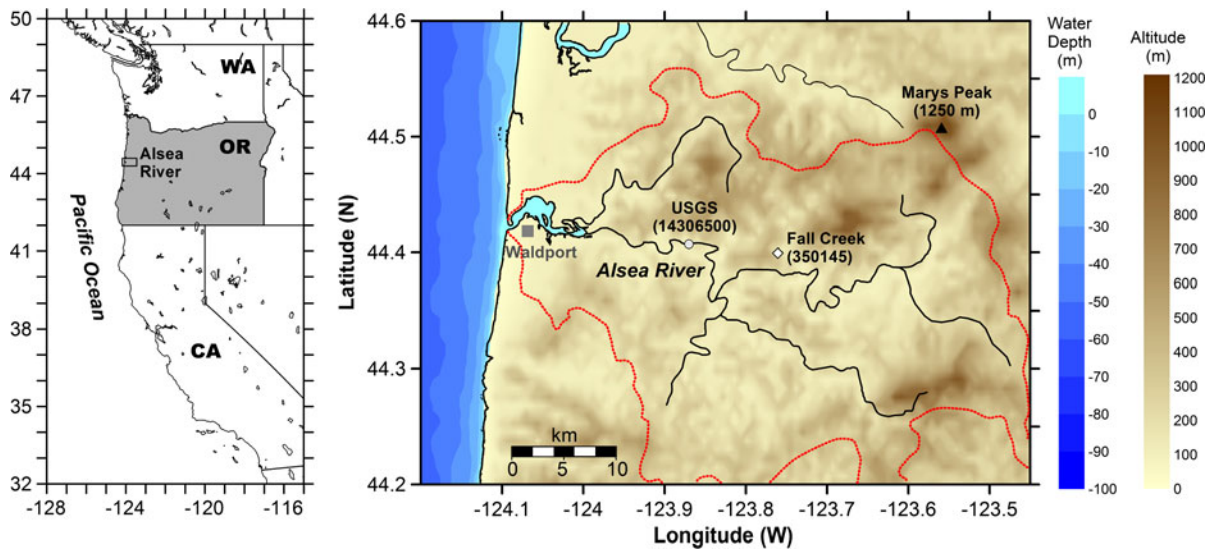 50
47
44
41
38
35
32
-128
-124
-120
-116
WA
OR
Alsea
River
CA
Pacific Ocean
44.6
44.5
44.4
44.3
44.2
Latitude (N)
-124.1
-124
-123.9
-123.8
-123.7
-123.6
-123.5
Longitude (W)
Marys Peak
(1250 m)
USGS
(14306500)
Fall Creek
(350145)
Waldport
Alsea River
km
0 5 10
Water
Depth
(m)
0
-10
-20
-30
-40
-50
-60
-70
-80
-90
-100
Altitude
(m)
1200
1100
1000
900
800
700
600
500
400
300
200
100
0